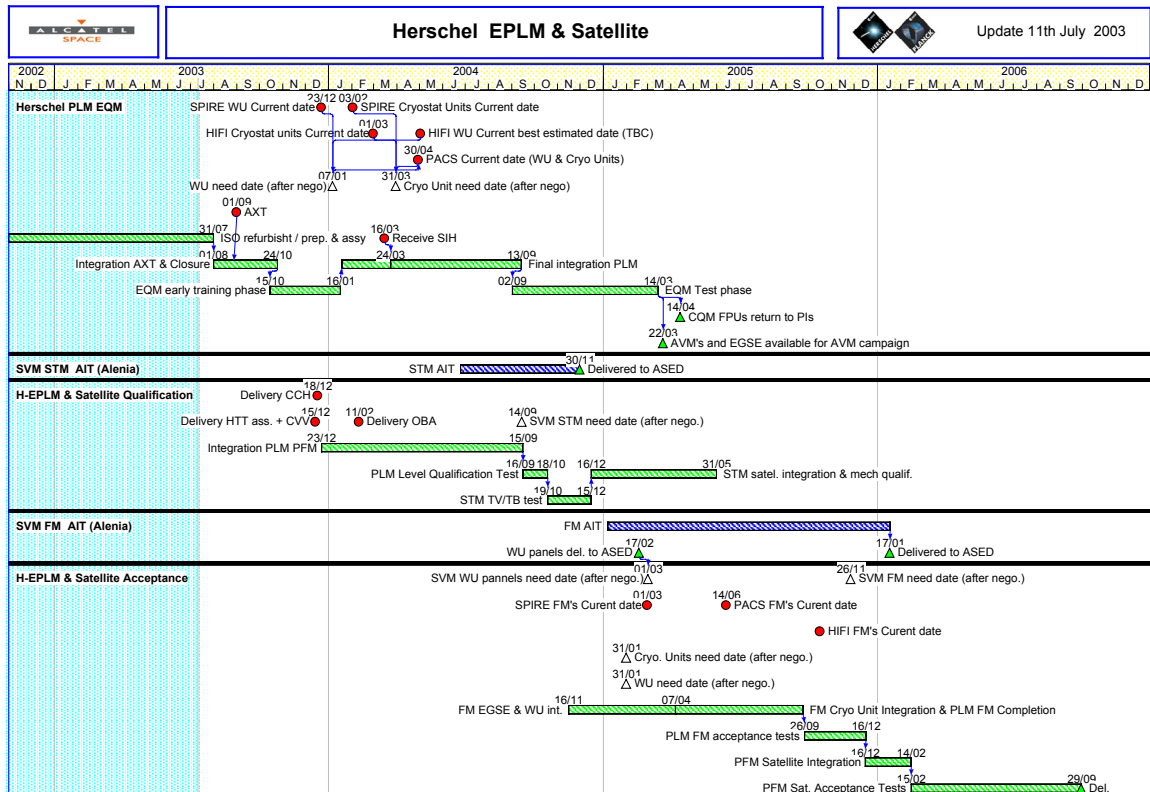 ALCATEL
SPACE
Herschel EPLM & Satellite
HERSCHEL
PLANCK
Update 11th July 2003
2002 2003 2004 2005 2006
N D J F M A M J J A S O N D J F M A M J J A S O N D J F M A M J J A S O N D J F M A M J J A S O N D
23/12 03/02
Herschel PLM EQM SPIRE WU Current date SPIRE Cryostat Units Current date
01/03
HIFI Cryostat units Current date HIFI WU Current best estimated date (TBC)
30/04
PACS Current date (WU & Cryo Units)
07/01 31/03
WU need date (after nego) Cryo Unit need date (after nego)
01/09
AXT
31/07 16/03
ISO refurbisht / prep. & assy Receive SIH
01/08 24/10 24/03 13/09
Integration AXT & Closure Final integration PLM
15/10 16/01 02/09 14/03
EQM early training phase EQM Test phase
14/04
CQM FPUs return to PIs
22/03
AVM's and EGSE available for AVM campaign
30/11
SVM STM AIT (Alenia) STM AIT Delivered to ASED
18/12
H-EPLM & Satellite Qualification Delivery CCH
15/12 11/02 14/09
Delivery HTT ass. + CVV Delivery OBA SVM STM need date (after nego.)
23/12 15/09
Integration PLM PFM
16/09 18/10 16/12 31/05
PLM Level Qualification Test STM satel. integration & mech qualif.
19/10 15/12
STM TV/TB test
SVM FM AIT (Alenia) FM AIT
17/02 17/01
WU panels del. to ASED Delivered to ASED
01/03 26/11
H-EPLM & Satellite Acceptance SVM WU pannels need date (after nego.) SVM FM need date (after nego.)
01/03 14/06
SPIRE FM's Curent date PACS FM's Curent date
HIFI FM's Curent date
31/01
Cryo. Units need date (after nego.)
31/01
WU need date (after nego.)
16/11 07/04
FM EGSE & WU int. FM Cryo Unit Integration & PLM FM Completion
26/09 16/12
PLM FM acceptance tests
16/12 14/02
PFM Satellite Integration
15/02 29/09
PFM Sat. Acceptance Tests Del.